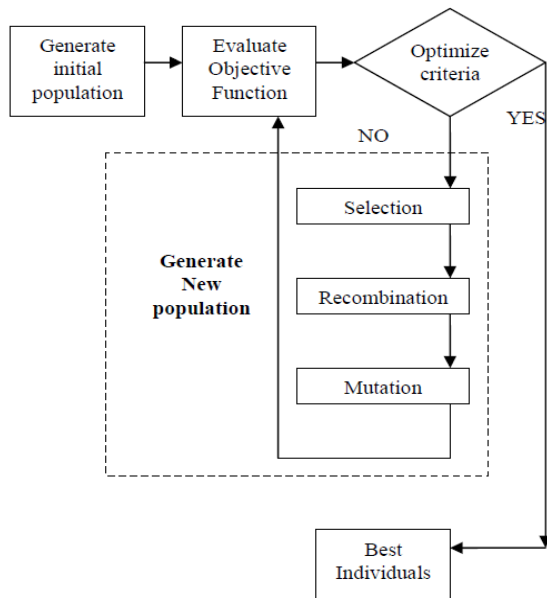 Generate
initial
population
Evaluate
Objective
Function
Optimize
criteria
YES
NO
Selection
Generate
New
population
Recombination
Mutation
Best
Individuals